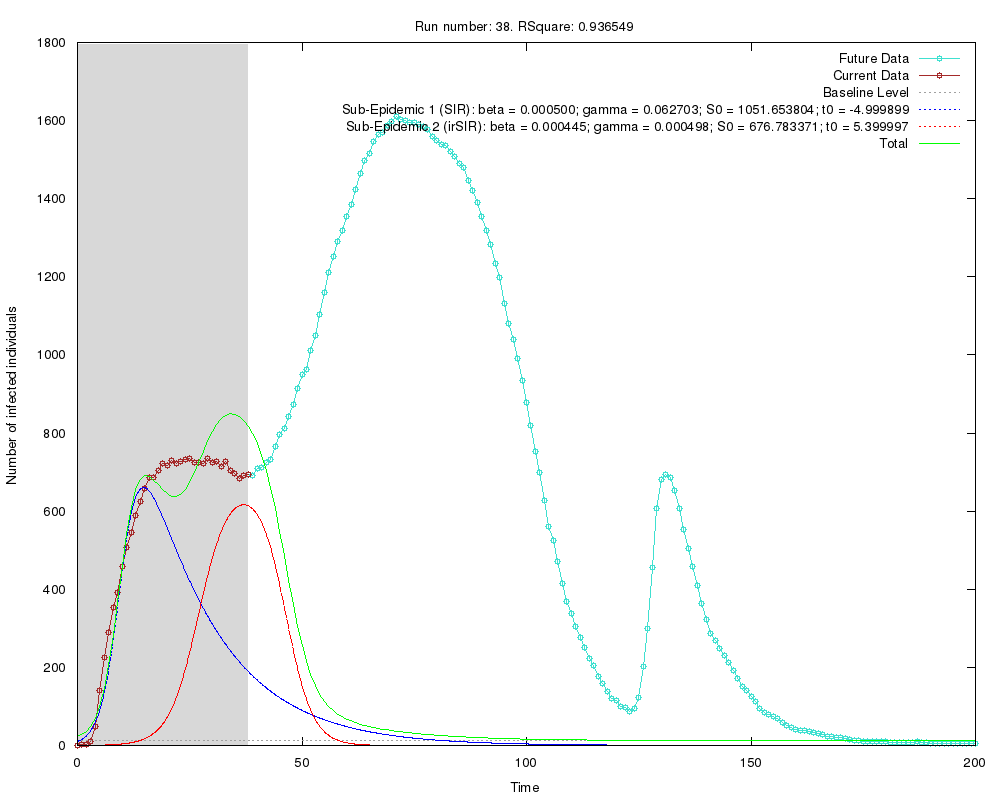 Run number: 38. RSquare: 0.936549
1800
1600
1400
1200
1000
800
600
400
200
0
Number of infected individuals
Future Data
Current Data
Baseline Level
Sub-Epidemic 1 (SIR): beta = 0.000500; gamma = 0.062703; S0 = 1051.653804; t0 = -4.999899
Sub-Epidemic 2 (irSIR): beta = 0.000445; gamma = 0.000498; S0 = 676.783371; t0 = 5.399997
Total
0 50 100 150 200
Time